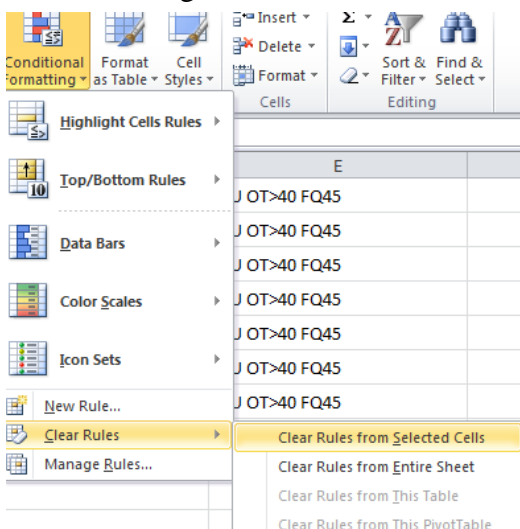 Conditional Formatting
Format as Table
Cell Styles
Insert
Delete
Format
Cells
Σ
Sort & Filter
Find & Select
Editing
Highlight Cells Rules
Top/Bottom Rules
Data Bars
Color Scales
Icon Sets
New Rule...
Clear Rules
Manage Rules...
E
J OT>40 FQ45
J OT>40 FQ45
J OT>40 FQ45
J OT>40 FQ45
J OT>40 FQ45
J OT>40 FQ45
J OT>40 FQ45
Clear Rules from Selected Cells
Clear Rules from Entire Sheet
Clear Rules from This Table
Clear Rules from This PivotTable